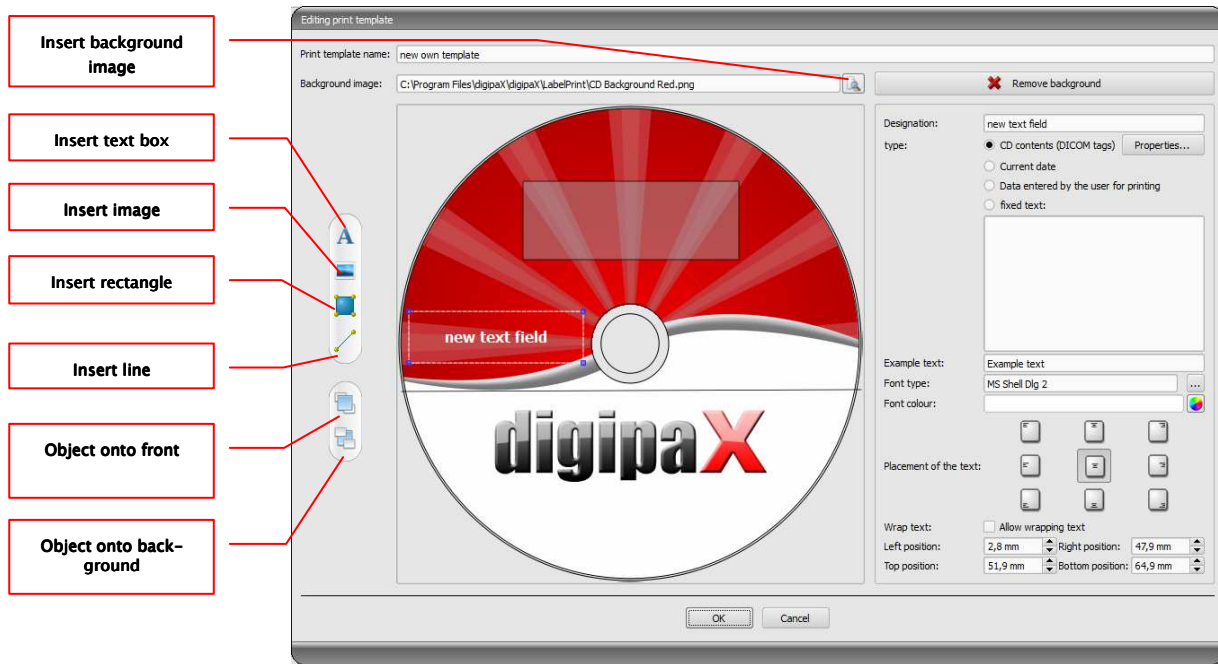 Insert background
image
Insert text box
Insert image
Insert rectangle
Insert line
Object onto front
Object onto back-
ground
Editing print template
Print template name: new own template
Background image: C:\Program Files\digipaX\digipaX\LabelPrint\CD Background Red.png
Remove background
A
new text field
digipaX
Designation: new text field
type: CD contents (DICOM tags) Properties...
Current date
Data entered by the user for printing
fixed text:
Example text: Example text
Font type: MS Shell Dlg 2 ...
Font colour:
Placement of the text:
Wrap text: Allow wrapping text
Left position: 2,8 mm Right position: 47,9 mm
Top position: 51,9 mm Bottom position: 64,9 mm
OK Cancel